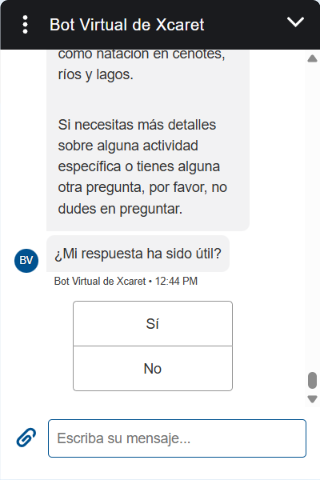 Bot Virtual de Xcaret
como natación en cenotes,
ríos y lagos.
Si necesitas más detalles
sobre alguna actividad
específica o tienes alguna
otra pregunta, por favor, no
dudes en preguntar.
BV
¿Mi respuesta ha sido útil?
Bot Virtual de Xcaret • 12:44 PM
Sí
No
Escriba su mensaje...